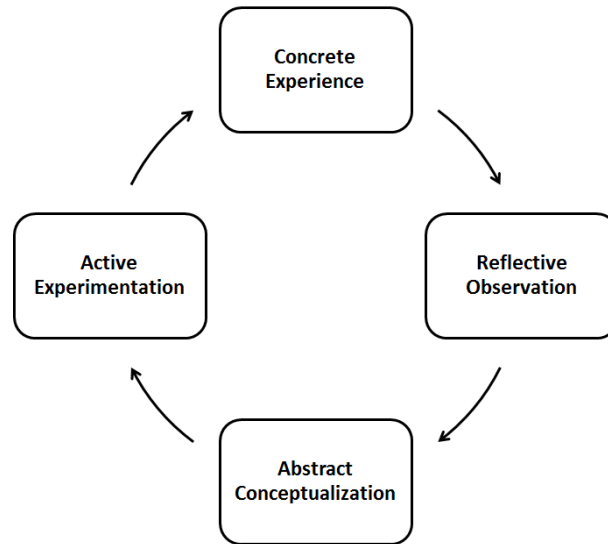 Concrete
Experience
Reflective
Observation
Abstract
Conceptualization
Active
Experimentation